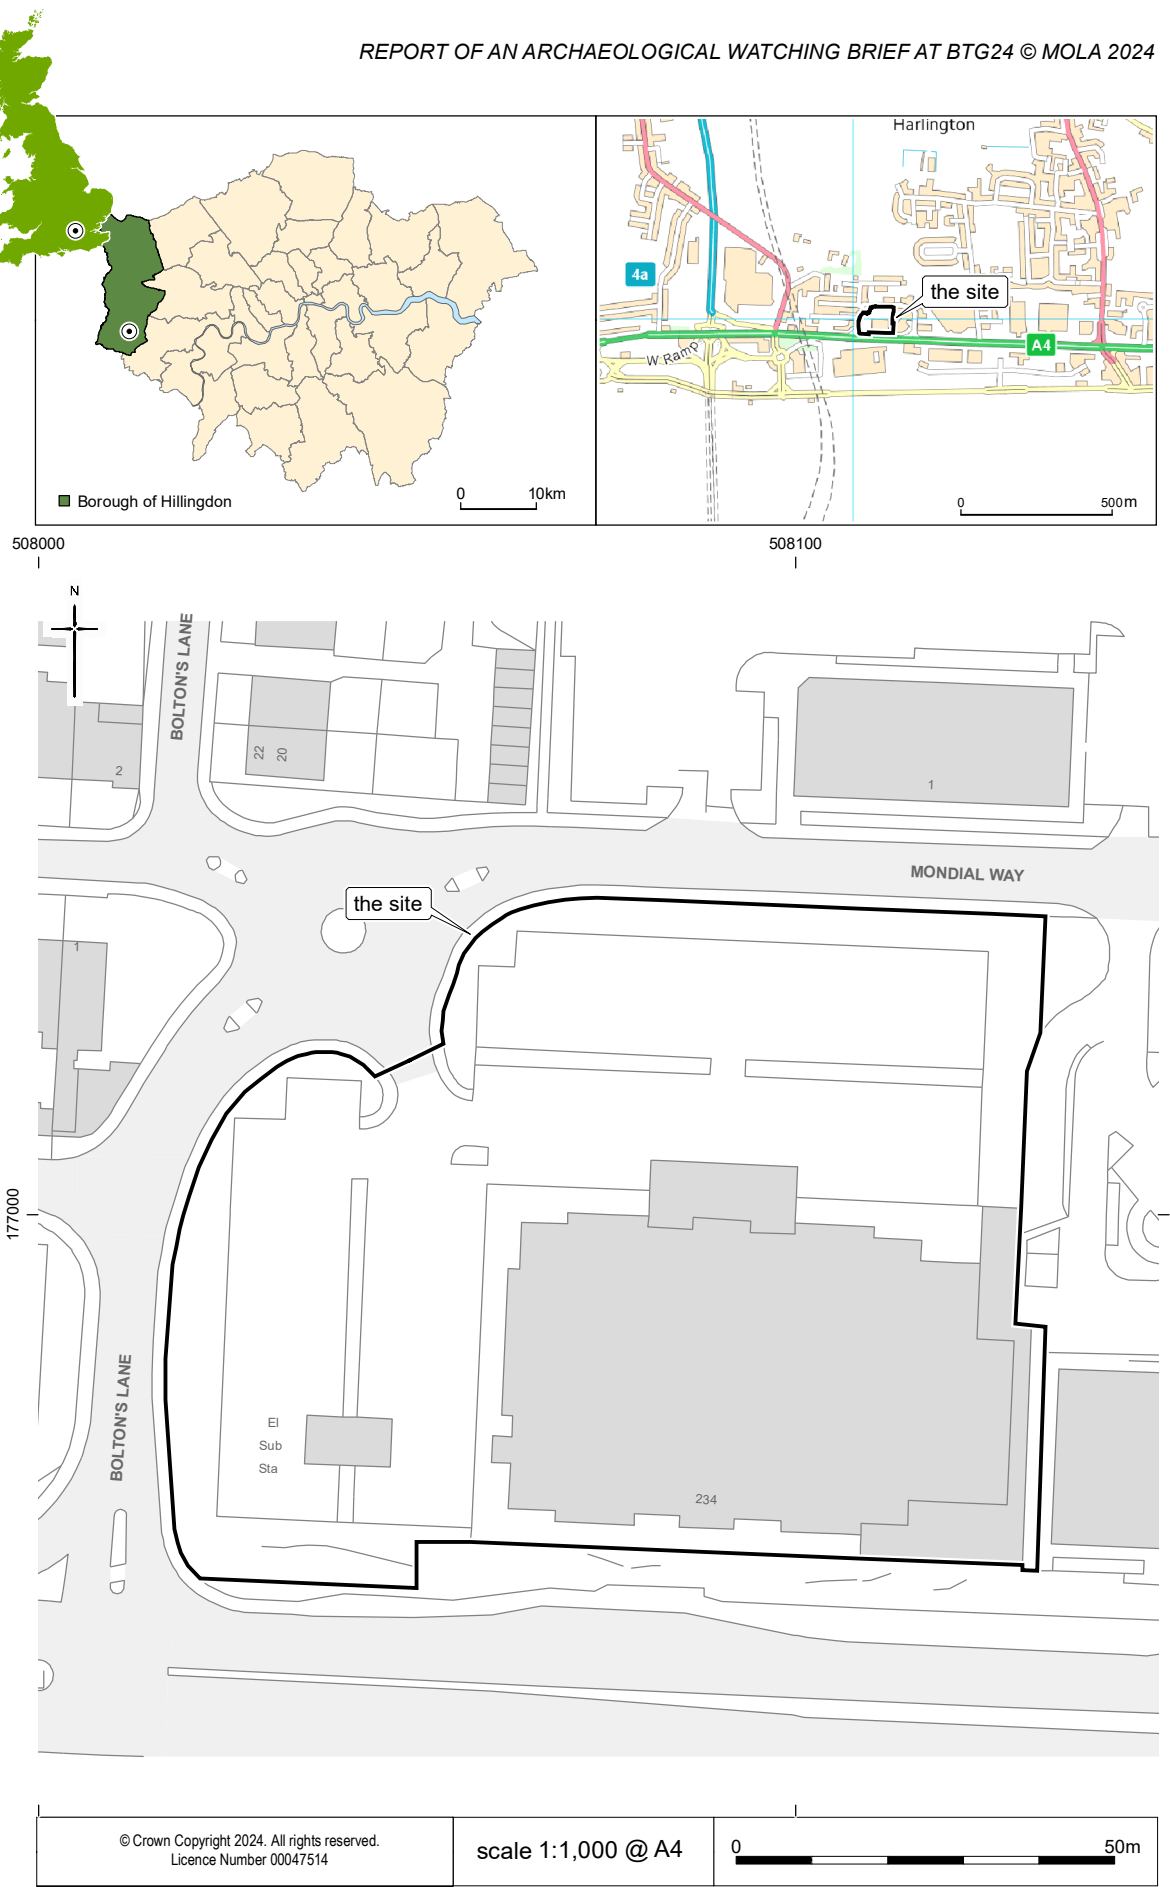 REPORT OF AN ARCHAEOLOGICAL WATCHING BRIEF AT BTG24 © MOLA 2024
Borough of Hillingdon
0 10km
Harlington
4a
the site
A4
W Ramp
0 500m
508000 508100
N
BOLTON'S LANE
22
20
2
1
MONDIAL WAY
the site
1
177000
BOLTON'S LANE
El
Sub
Sta
234
© Crown Copyright 2024. All rights reserved.
Licence Number 00047514
scale 1:1,000 @ A4
0 50m